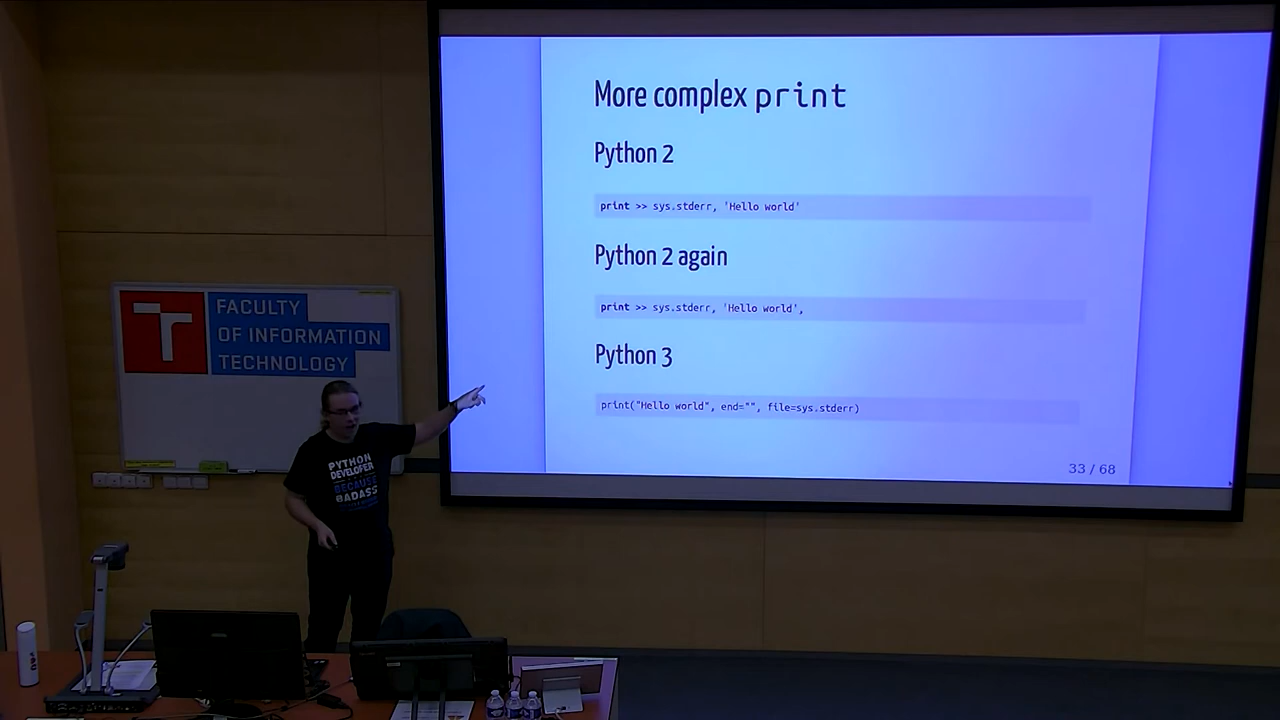 More complex print
Python 2
print >> sys.stderr, 'Hello world'
Python 2 again
print >> sys.stderr, 'Hello world',
Python 3
print("Hello world", end="", file=sys.stderr)
33 / 68
FACULTY
OF INFORMATION
TECHNOLOGY
PYTHON
DEVELOPER
BECAUSE
BADASS